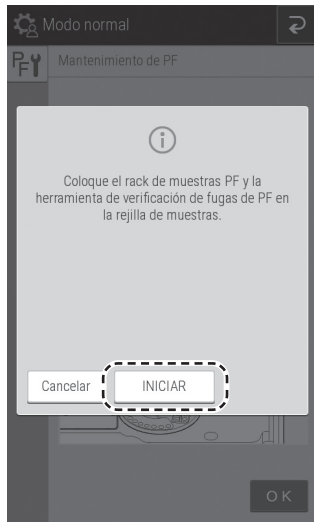 Modo normal
PF
Mantenimiento de PF
Coloque el rack de muestras PF y la
herramienta de verificación de fugas de PF en
la rejilla de muestras.
Cancelar
INICIAR
OK